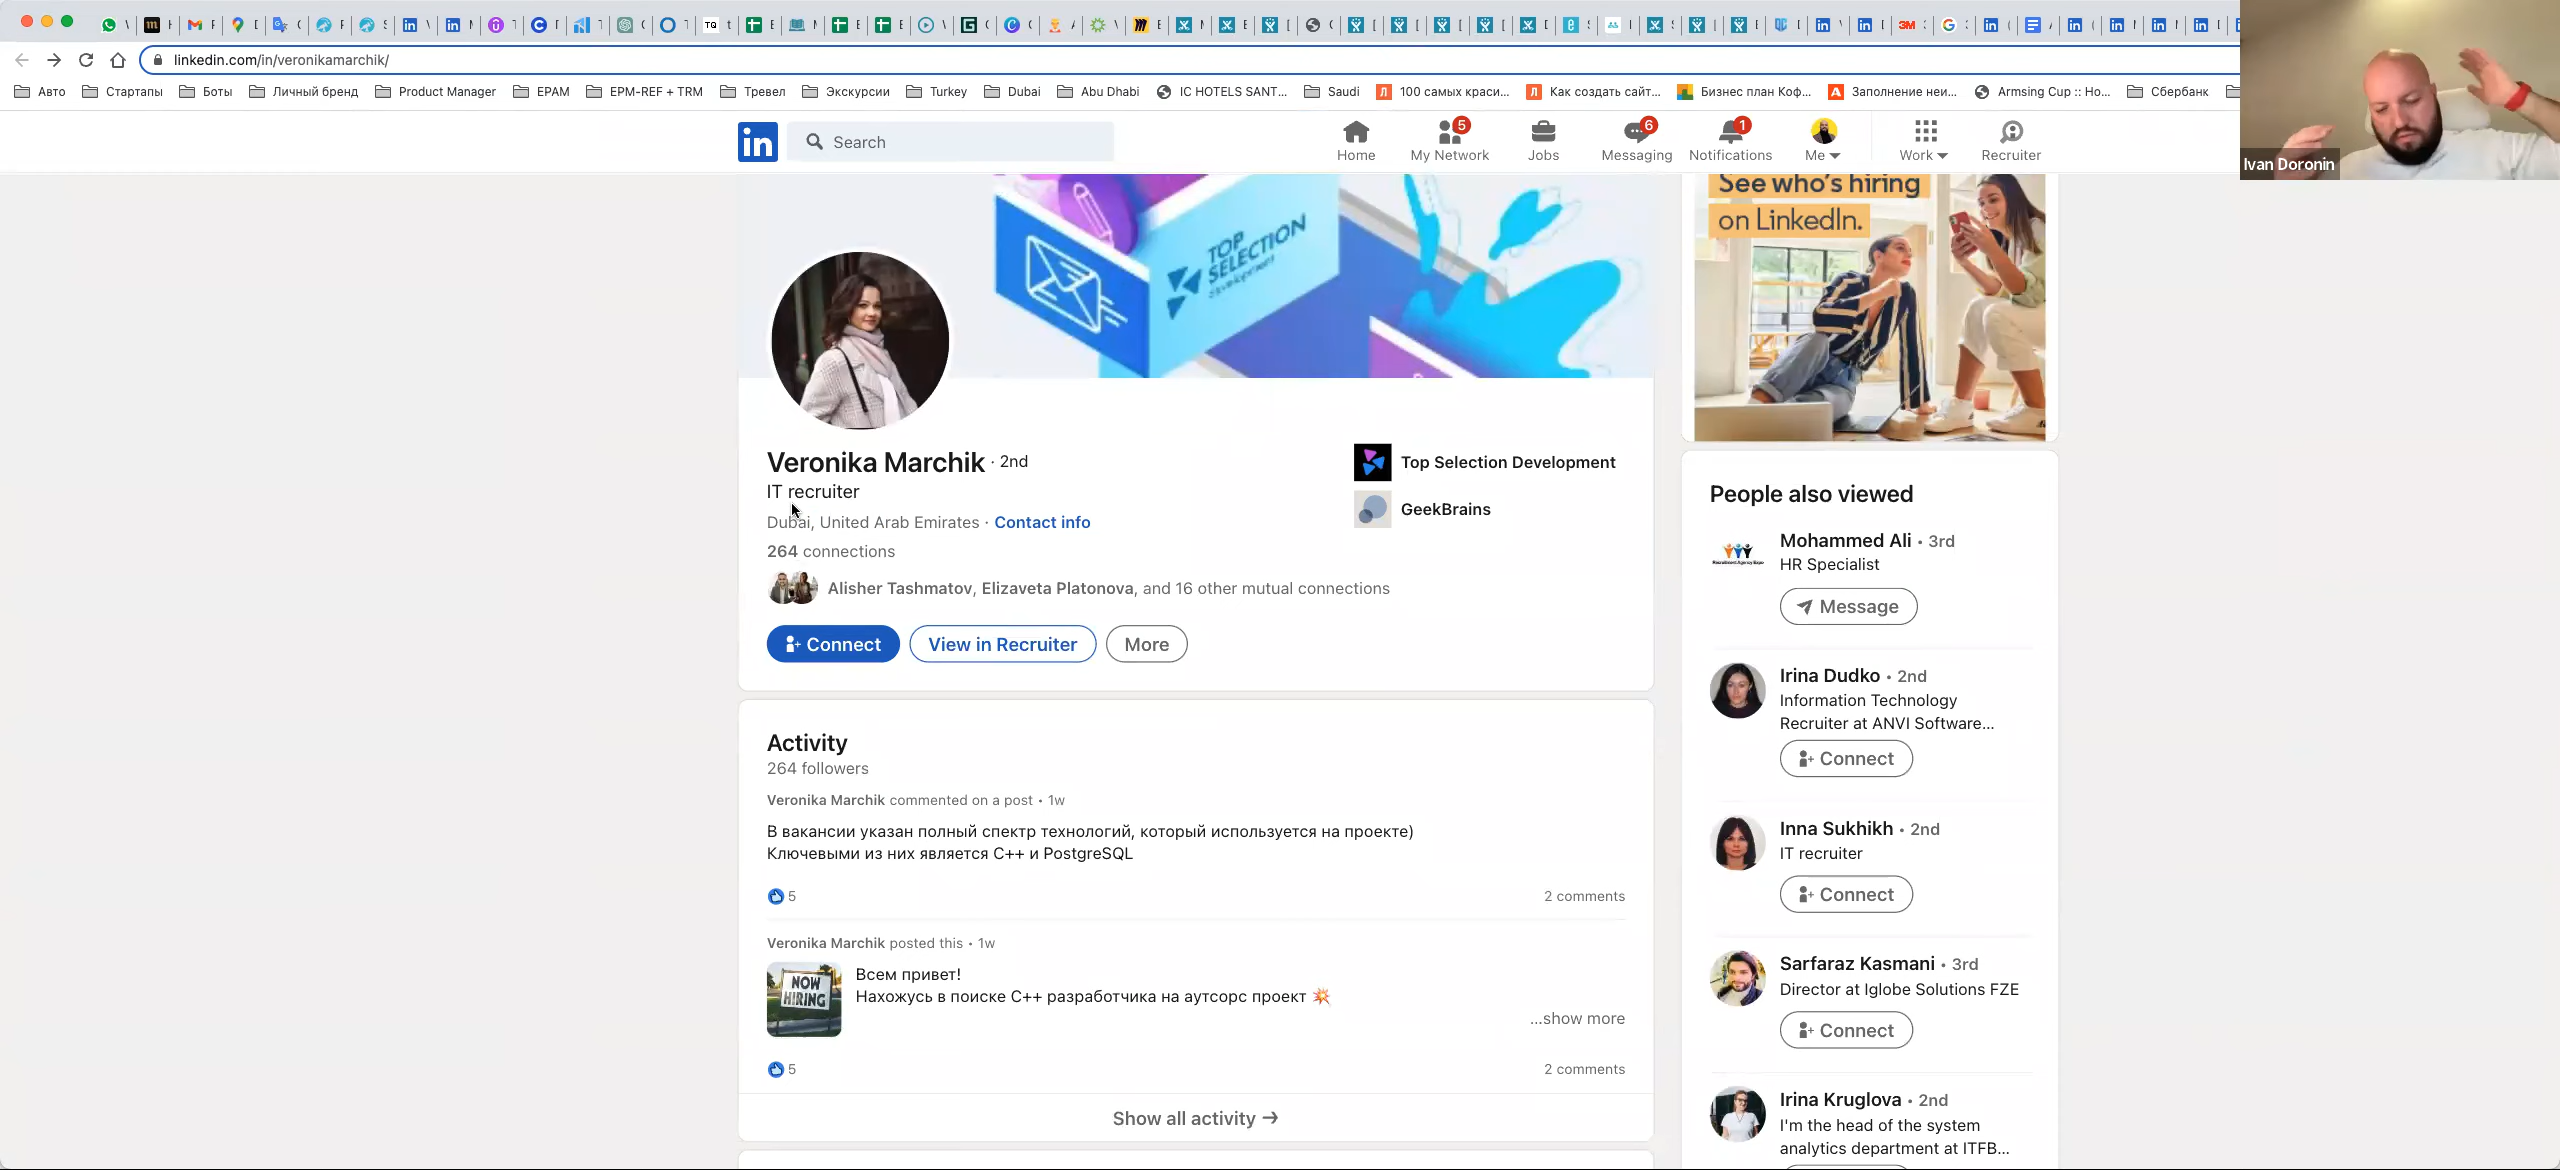 linkedin.com/in/veronikamarchik/
Авто
Стартапы
Боты
Личный бренд
Product Manager
EPAM
EPM-REF + TRM
Тревел
Экскурсии
Turkey
Dubai
Abu Dhabi
IC HOTELS SANT...
Saudi
100 самых краси...
Как создать сайт...
Бизнес план Коф...
Заполнение неи...
Armsing Cup :: Ho...
Сбербанк
Ivan Doronin
in
Search
Home
5
My Network
Jobs
6
Messaging
1
Notifications
Me
Work
Recruiter
TOP
SELECTION
Development
Veronika Marchik · 2nd
IT recruiter
Dubai, United Arab Emirates · Contact info
264 connections
Alisher Tashmatov, Elizaveta Platonova, and 16 other mutual connections
Top Selection Development
GeekBrains
Connect
View in Recruiter
More
Activity
264 followers
Veronika Marchik commented on a post • 1w
В вакансии указан полный спектр технологий, который используется на проекте)
Ключевыми из них является C++ и PostgreSQL
5
2 comments
Veronika Marchik posted this • 1w
NOW
HIRING
Всем привет!
Нахожусь в поиске C++ разработчика на аутсорс проект 💥
...show more
5
2 comments
Show all activity →
See who's hiring
on LinkedIn.
People also viewed
Mohammed Ali • 3rd
HR Specialist
Message
Irina Dudko • 2nd
Information Technology
Recruiter at ANVI Software...
Connect
Inna Sukhikh • 2nd
IT recruiter
Connect
Sarfaraz Kasmani • 3rd
Director at Iglobe Solutions FZE
Connect
Irina Kruglova • 2nd
I'm the head of the system
analytics department at ITFB...